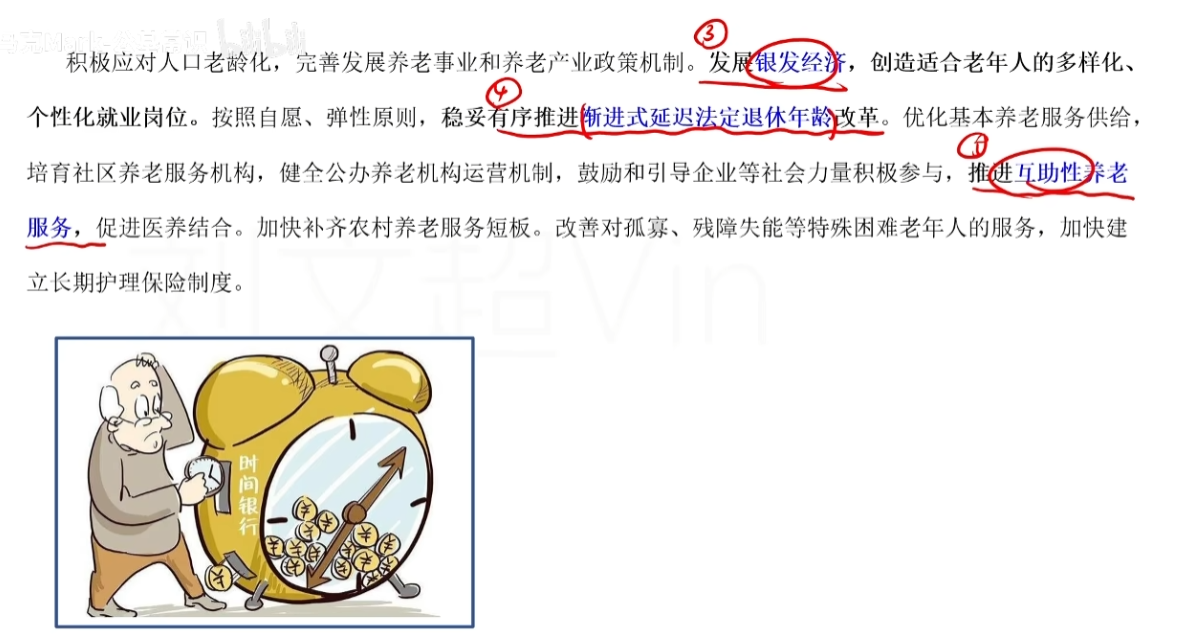 ③
积极应对人口老龄化，完善发展养老事业和养老产业政策机制。发展银发经济，创造适合老年人的多样化、
④
个性化就业岗位。按照自愿、弹性原则，稳妥有序推进渐进式延迟法定退休年龄改革。优化基本养老服务供给，
培育社区养老服务机构，健全公办养老机构运营机制，鼓励和引导企业等社会力量积极参与，推进互助性养老
服务，促进医养结合。加快补齐农村养老服务短板。改善对孤寡、残障失能等特殊困难老年人的服务，加快建
立长期护理保险制度。
刘文超Vin
时间银行